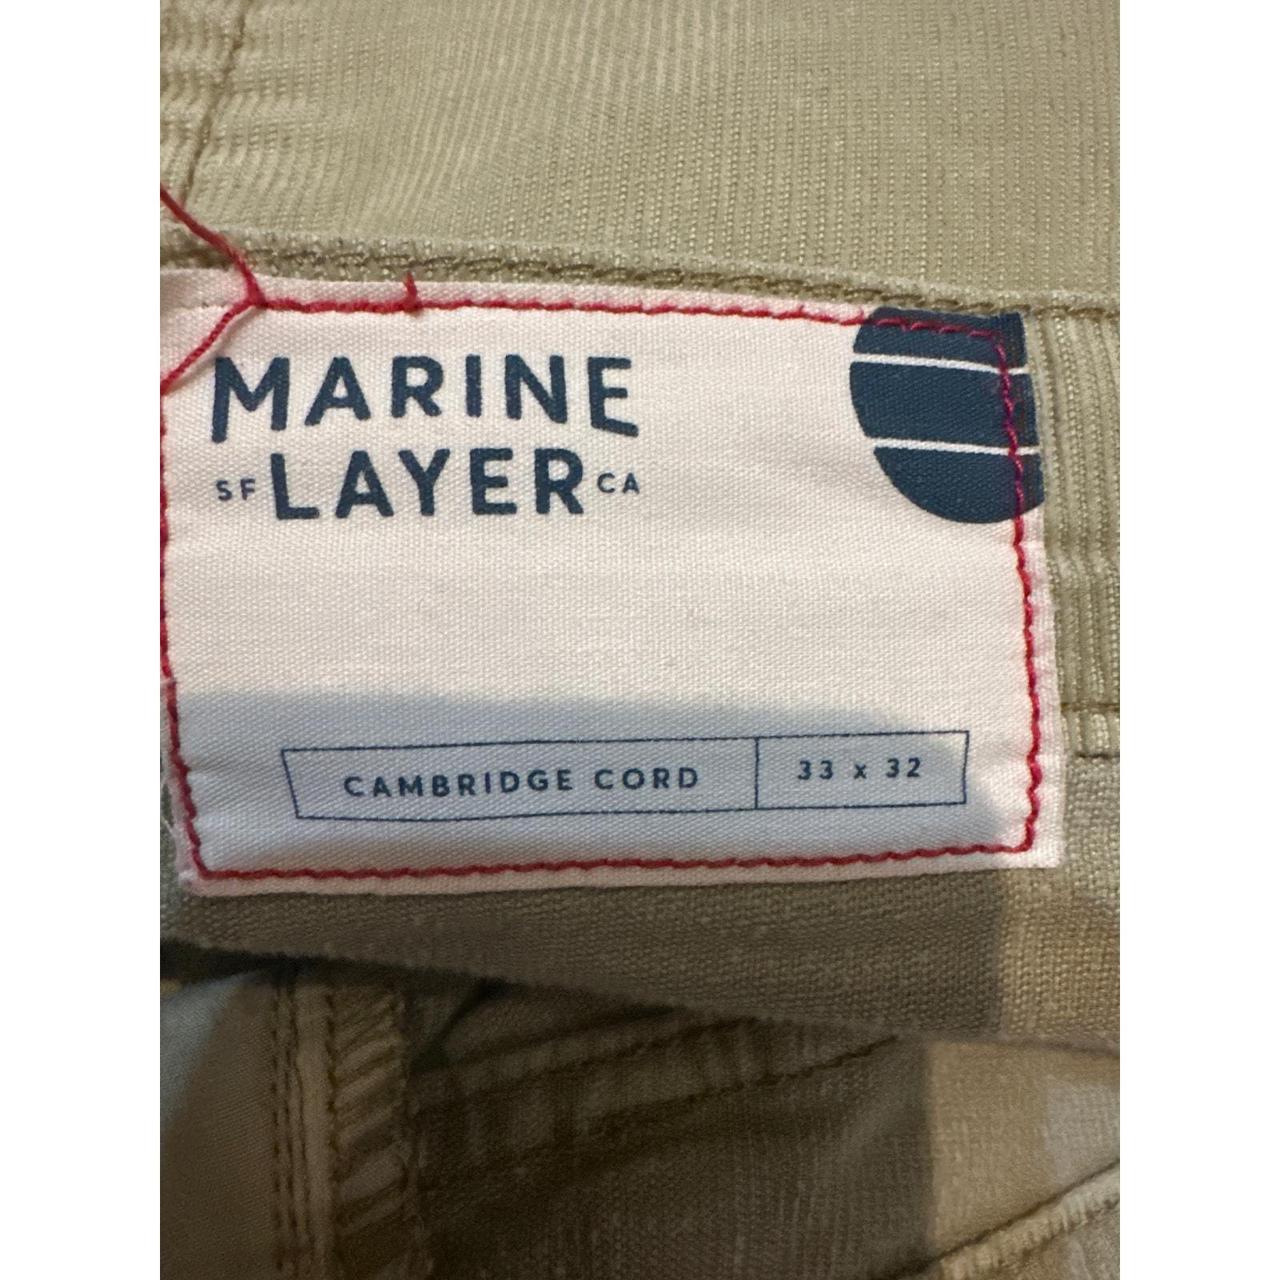 MARINE
SF LAYER CA
CAMBRIDGE CORD 33 x 32